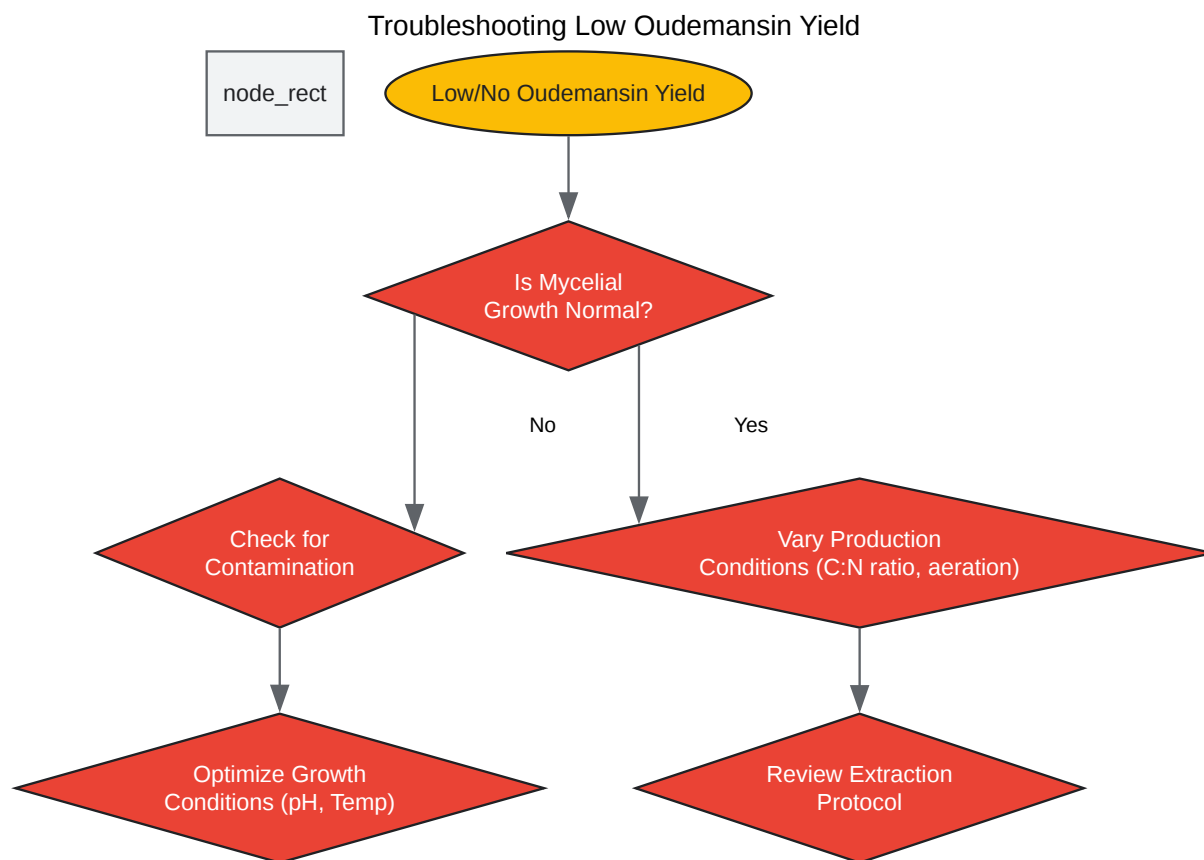 Troubleshooting Low Oudemansin Yield
node_rect
Low/No Oudemansin Yield
Is Mycelial
Growth Normal?
No
Yes
Check for
Contamination
Vary Production
Conditions (C:N ratio, aeration)
Optimize Growth
Conditions (pH, Temp)
Review Extraction
Protocol